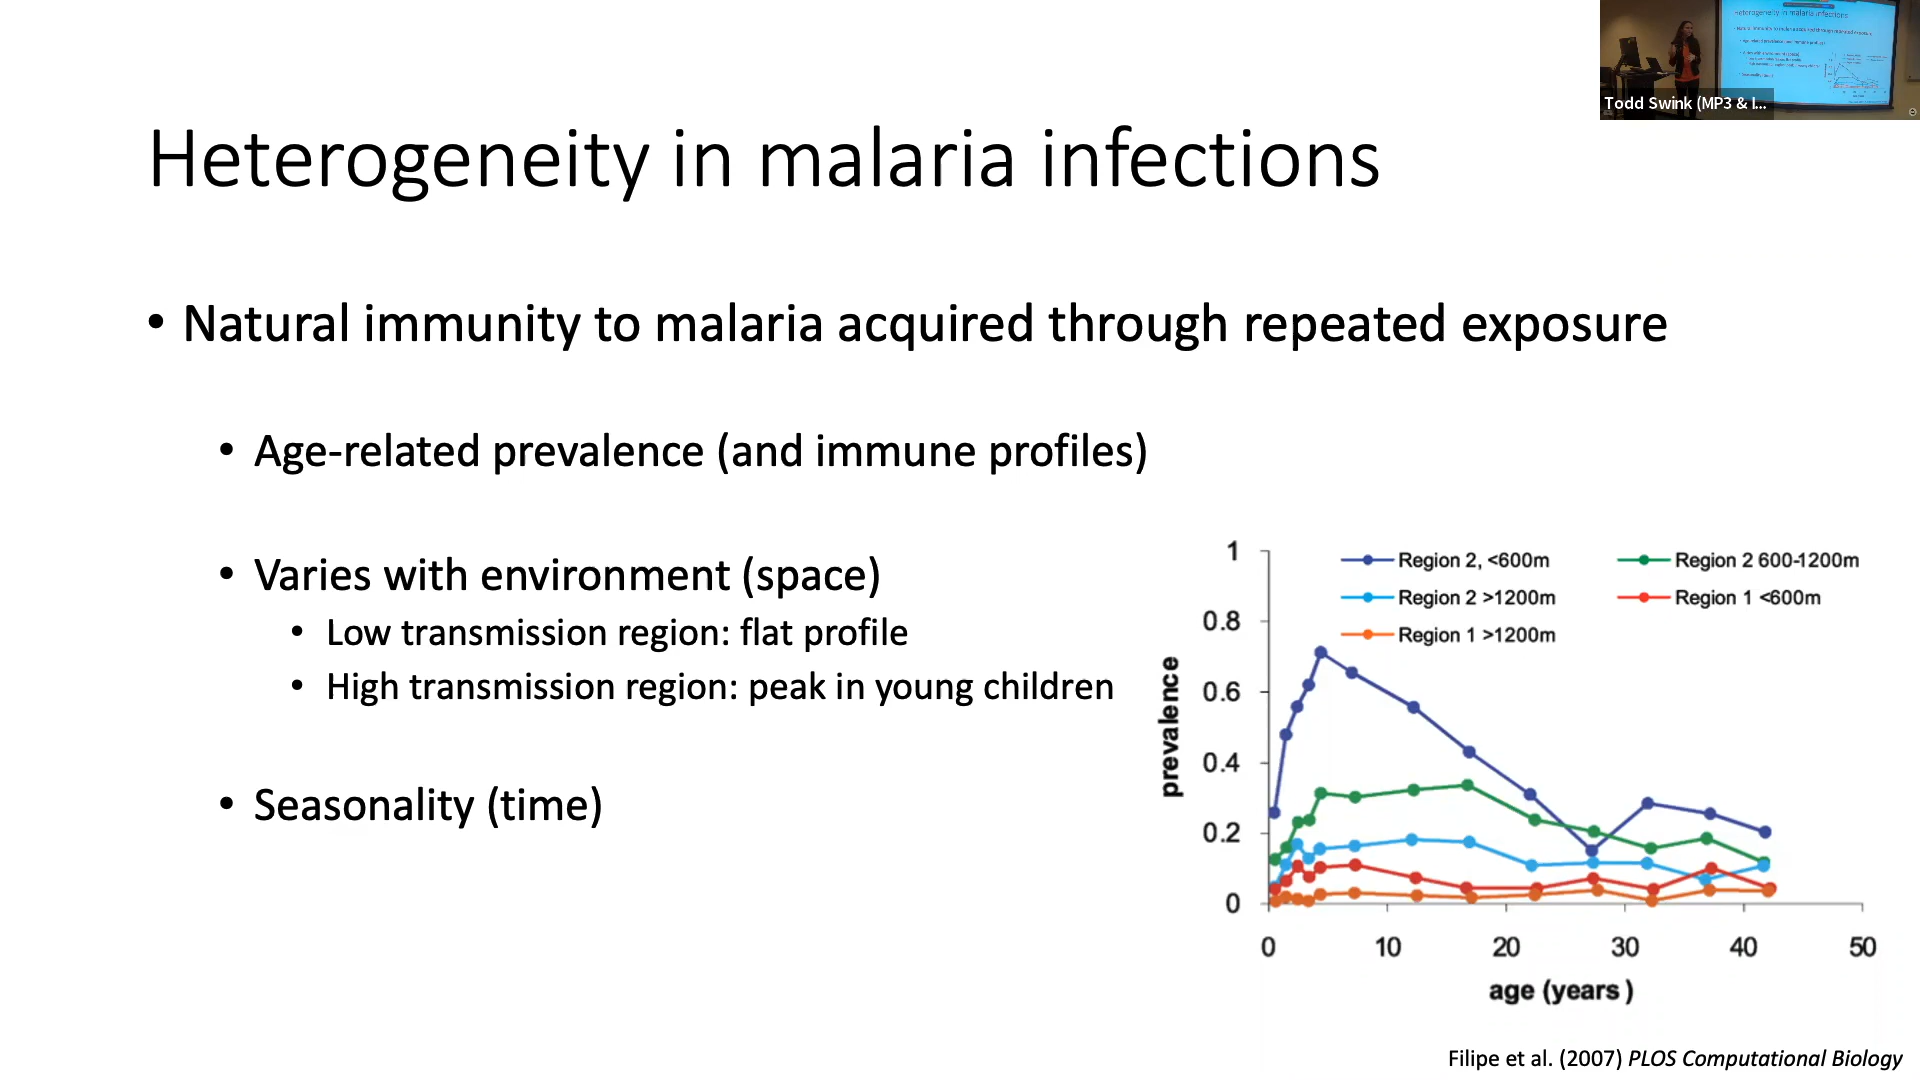 Todd Swink (MP3 & I...
Heterogeneity in malaria infections
• Natural immunity to malaria acquired through repeated exposure
• Age-related prevalence (and immune profiles)
• Varies with environment (space)
• Low transmission region: flat profile
• High transmission region: peak in young children
• Seasonality (time)
Region 2, <600m
Region 2 600-1200m
Region 2 >1200m
Region 1 <600m
Region 1 >1200m
prevalence
1
0.8
0.6
0.4
0.2
0
0 10 20 30 40 50
age (years )
Filipe et al. (2007) PLOS Computational Biology